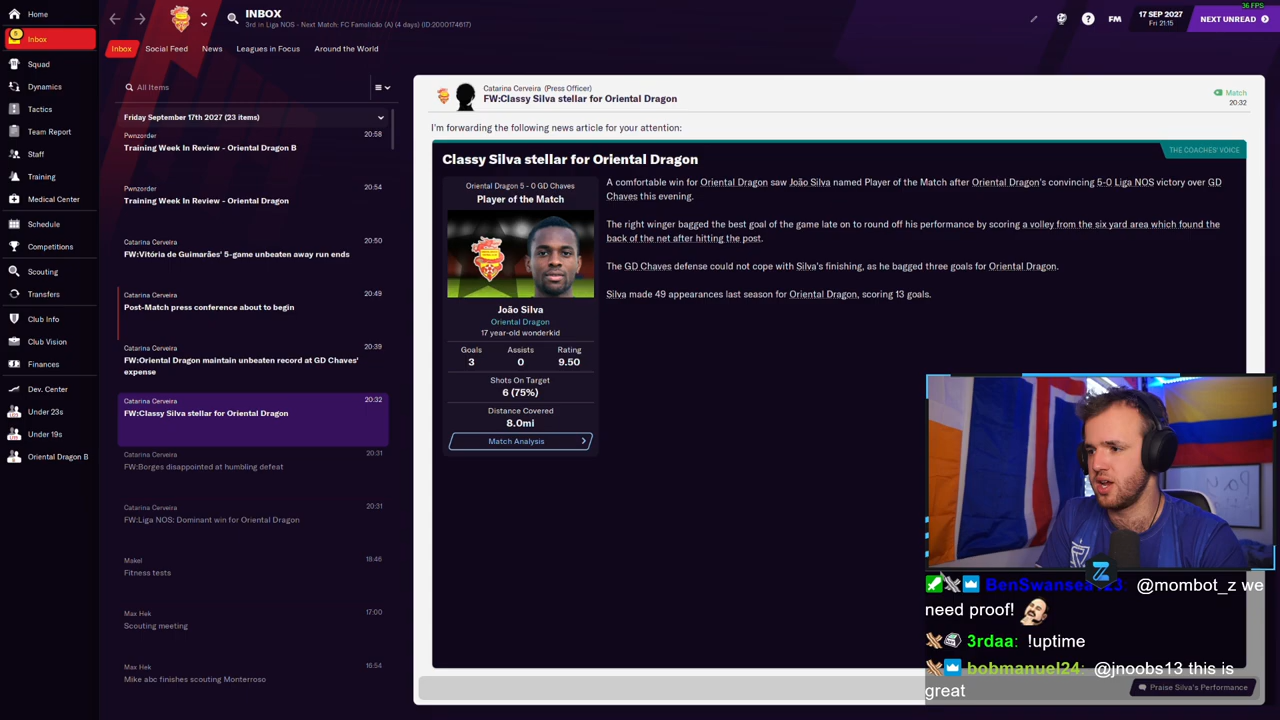 Home
Inbox
Squad
Dynamics
Tactics
Team Report
Staff
Training
Medical Center
Schedule
Competitions
Scouting
Transfers
Club Info
Club Vision
Finances
Dev. Center
Under 23s
Under 19s
Oriental Dragon B
INBOX
3rd in Liga NOS - Next Match: FC Famalicão (A) (4 days) (ID:2000174617)
36 FPS
FM
17 SEP 2027
Fri 21:15
NEXT UNREAD
Inbox
Social Feed
News
Leagues in Focus
Around the World
All Items
Friday September 17th 2027 (23 items)
Pwnzorder 20:58
Training Week In Review - Oriental Dragon B
Pwnzorder 20:54
Training Week In Review - Oriental Dragon
Catarina Cerveira 20:50
FW:Vitória de Guimarães' 5-game unbeaten away run ends
Catarina Cerveira 20:49
Post-Match press conference about to begin
Catarina Cerveira 20:39
FW:Oriental Dragon maintain unbeaten record at GD Chaves'
expense
Catarina Cerveira 20:32
FW:Classy Silva stellar for Oriental Dragon
Catarina Cerveira 20:31
FW:Borges disappointed at humbling defeat
Catarina Cerveira 20:31
FW:Liga NOS: Dominant win for Oriental Dragon
Makel 18:46
Fitness tests
Max Hek 17:00
Scouting meeting
Max Hek 16:54
Mike abc finishes scouting Monterroso
Catarina Cerveira (Press Officer)
FW:Classy Silva stellar for Oriental Dragon
Match
20:32
I'm forwarding the following news article for your attention:
THE COACHES' VOICE
Classy Silva stellar for Oriental Dragon
Oriental Dragon 5 - 0 GD Chaves
Player of the Match
João Silva
Oriental Dragon
17 year-old wonderkid
Goals Assists Rating
3 0 9.50
Shots On Target
6 (75%)
Distance Covered
8.0mi
Match Analysis
A comfortable win for Oriental Dragon saw João Silva named Player of the Match after Oriental Dragon's convincing 5-0 Liga NOS victory over GD
Chaves this evening.
The right winger bagged the best goal of the game late on to round off his performance by scoring a volley from the six yard area which found the
back of the net after hitting the post.
The GD Chaves defense could not cope with Silva's finishing, as he bagged three goals for Oriental Dragon.
Silva made 49 appearances last season for Oriental Dragon, scoring 13 goals.
@mombot_z we
need proof!
3rdaa: !uptime
bobmanuel24: @jnoobs13 this is
great
Praise Silva's Performance